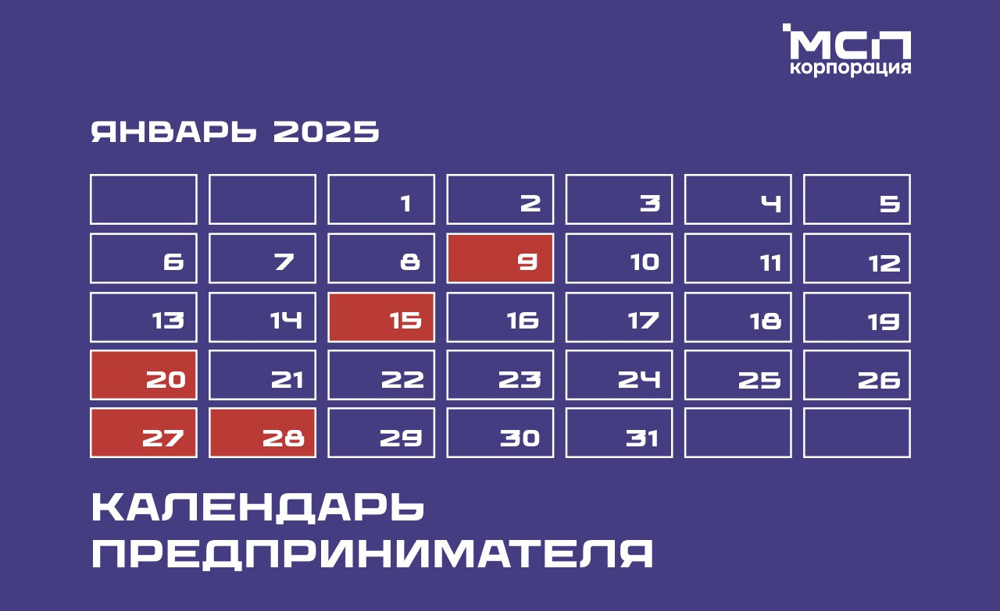 МСП
корпорация
ЯНВАРЬ 2025
1 2 3 4 5
6 7 8 9 10 11 12
13 14 15 16 17 18 19
20 21 22 23 24 25 26
27 28 29 30 31
КАЛЕНДАРЬ
ПРЕДПРИНИМАТЕЛЯ